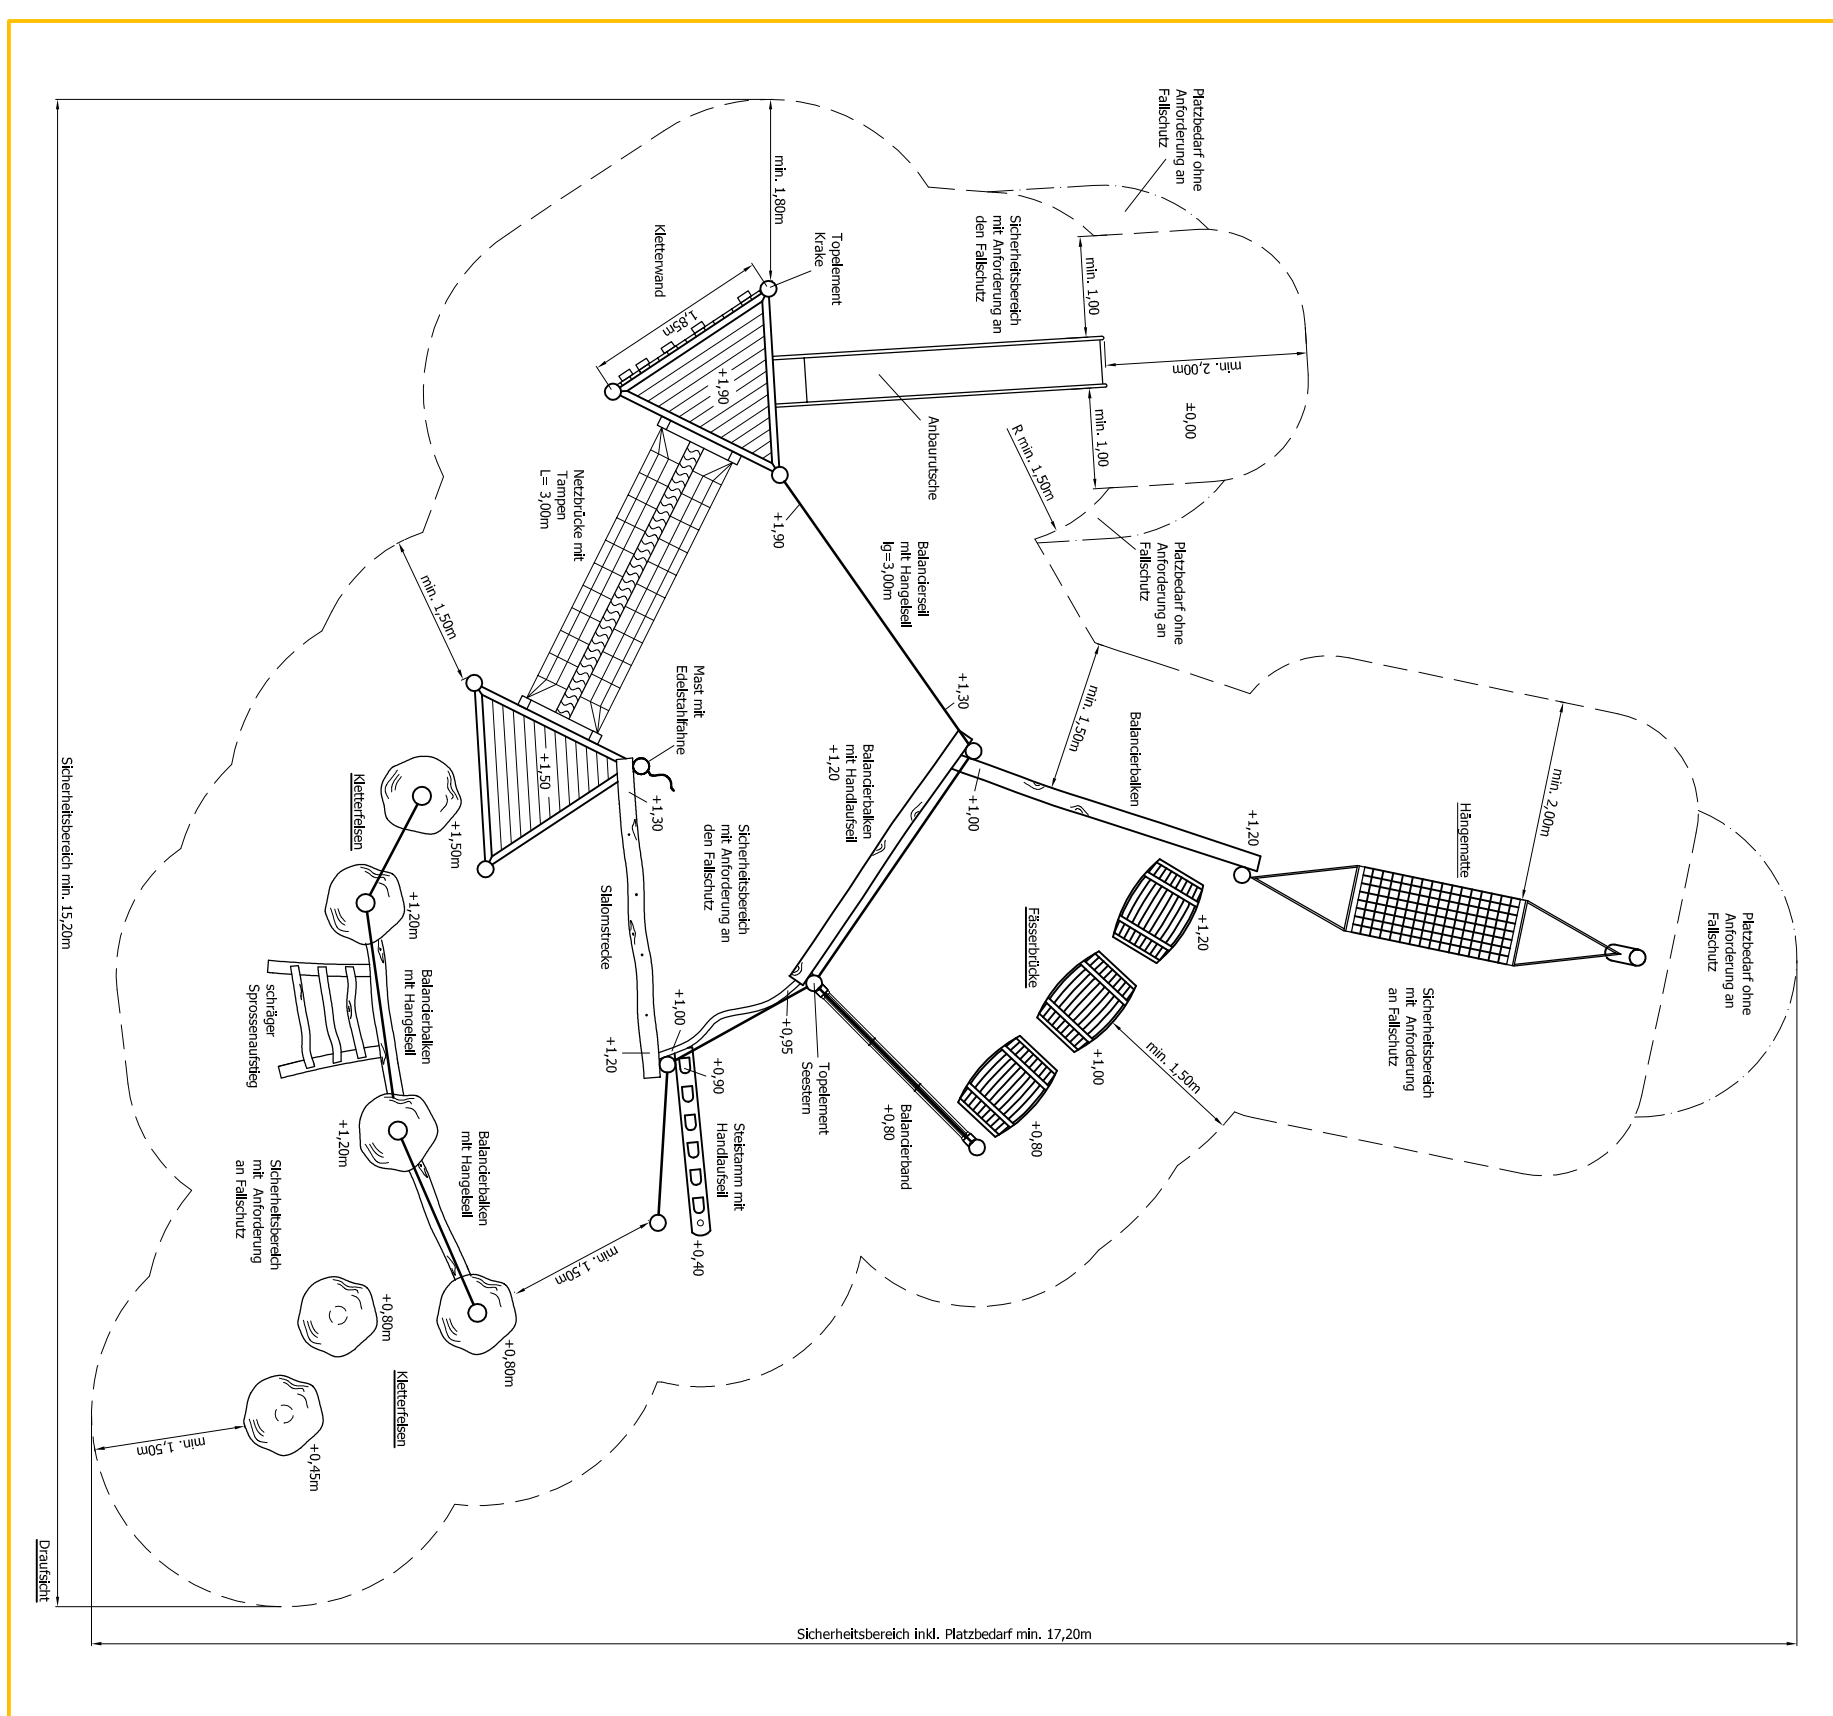 Platzbedarf ohne
Anforderung an
Fallschutz
min. 1,80m
Kletterwand
Topelement
Krake
Sicherheitsbereich
mit Anforderung an
den Fallschutz
min. 1,00
1,85m
+1,90
min. 2,00m
±0,00
min. 1,00
Anbaurutsche
R min. 1,50m
Netzbrücke mit
Tampen
L= 3,00m
+1,90
Balancierseil
mit Hangelseil
lg=3,00m
Platzbedarf ohne
Anforderung an
Fallschutz
min. 1,50m
Mast mit
Edelstahlfahne
+1,30
min. 1,50m
Balancierbalken
min. 2,00m
Sicherheitsbereich min. 15,20m
Kletterfelsen
+1,50m
+1,50
+1,30
Sicherheitsbereich
mit Anforderung an
den Fallschutz
Balancierbalken
mit Handlaufseil
+1,20
+1,00
+1,20
Hängematte
+1,20m
Slalomstrecke
Fässerbrücke
+1,20
Platzbedarf ohne
Anforderung an
Fallschutz
schräger
Sprossenaufstieg
Balancierbalken
mit Hangelseil
+1,20
+1,00
+0,95
+0,90
Topelement
Seestern
+1,00
min. 1,50m
Sicherheitsbereich
mit Anforderung
an Fallschutz
+1,20m
Balancierbalken
mit Hangelseil
Steistamm mit
Handlaufseil
Balancierband
+0,80
+0,80
Sicherheitsbereich
mit Anforderung
an Fallschutz
min. 1,50m
+0,40
+0,80m
+0,80m
Kletterfelsen
min. 1,50m
+0,45m
Draufsicht
Sicherheitsbereich inkl. Platzbedarf min. 17,20m